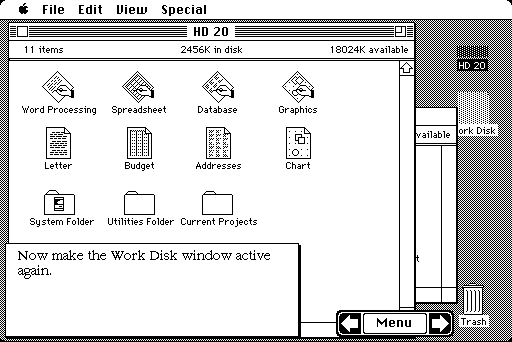 File Edit View Special
HD 20
11 items 2456K in disk 18024K available
Word Processing Spreadsheet Database Graphics
HD 20
ork Disk
vailable
Letter Budget Addresses Chart
System Folder Utilities Folder Current Projects
Now make the Work Disk window active
again.
t
Menu
Trash